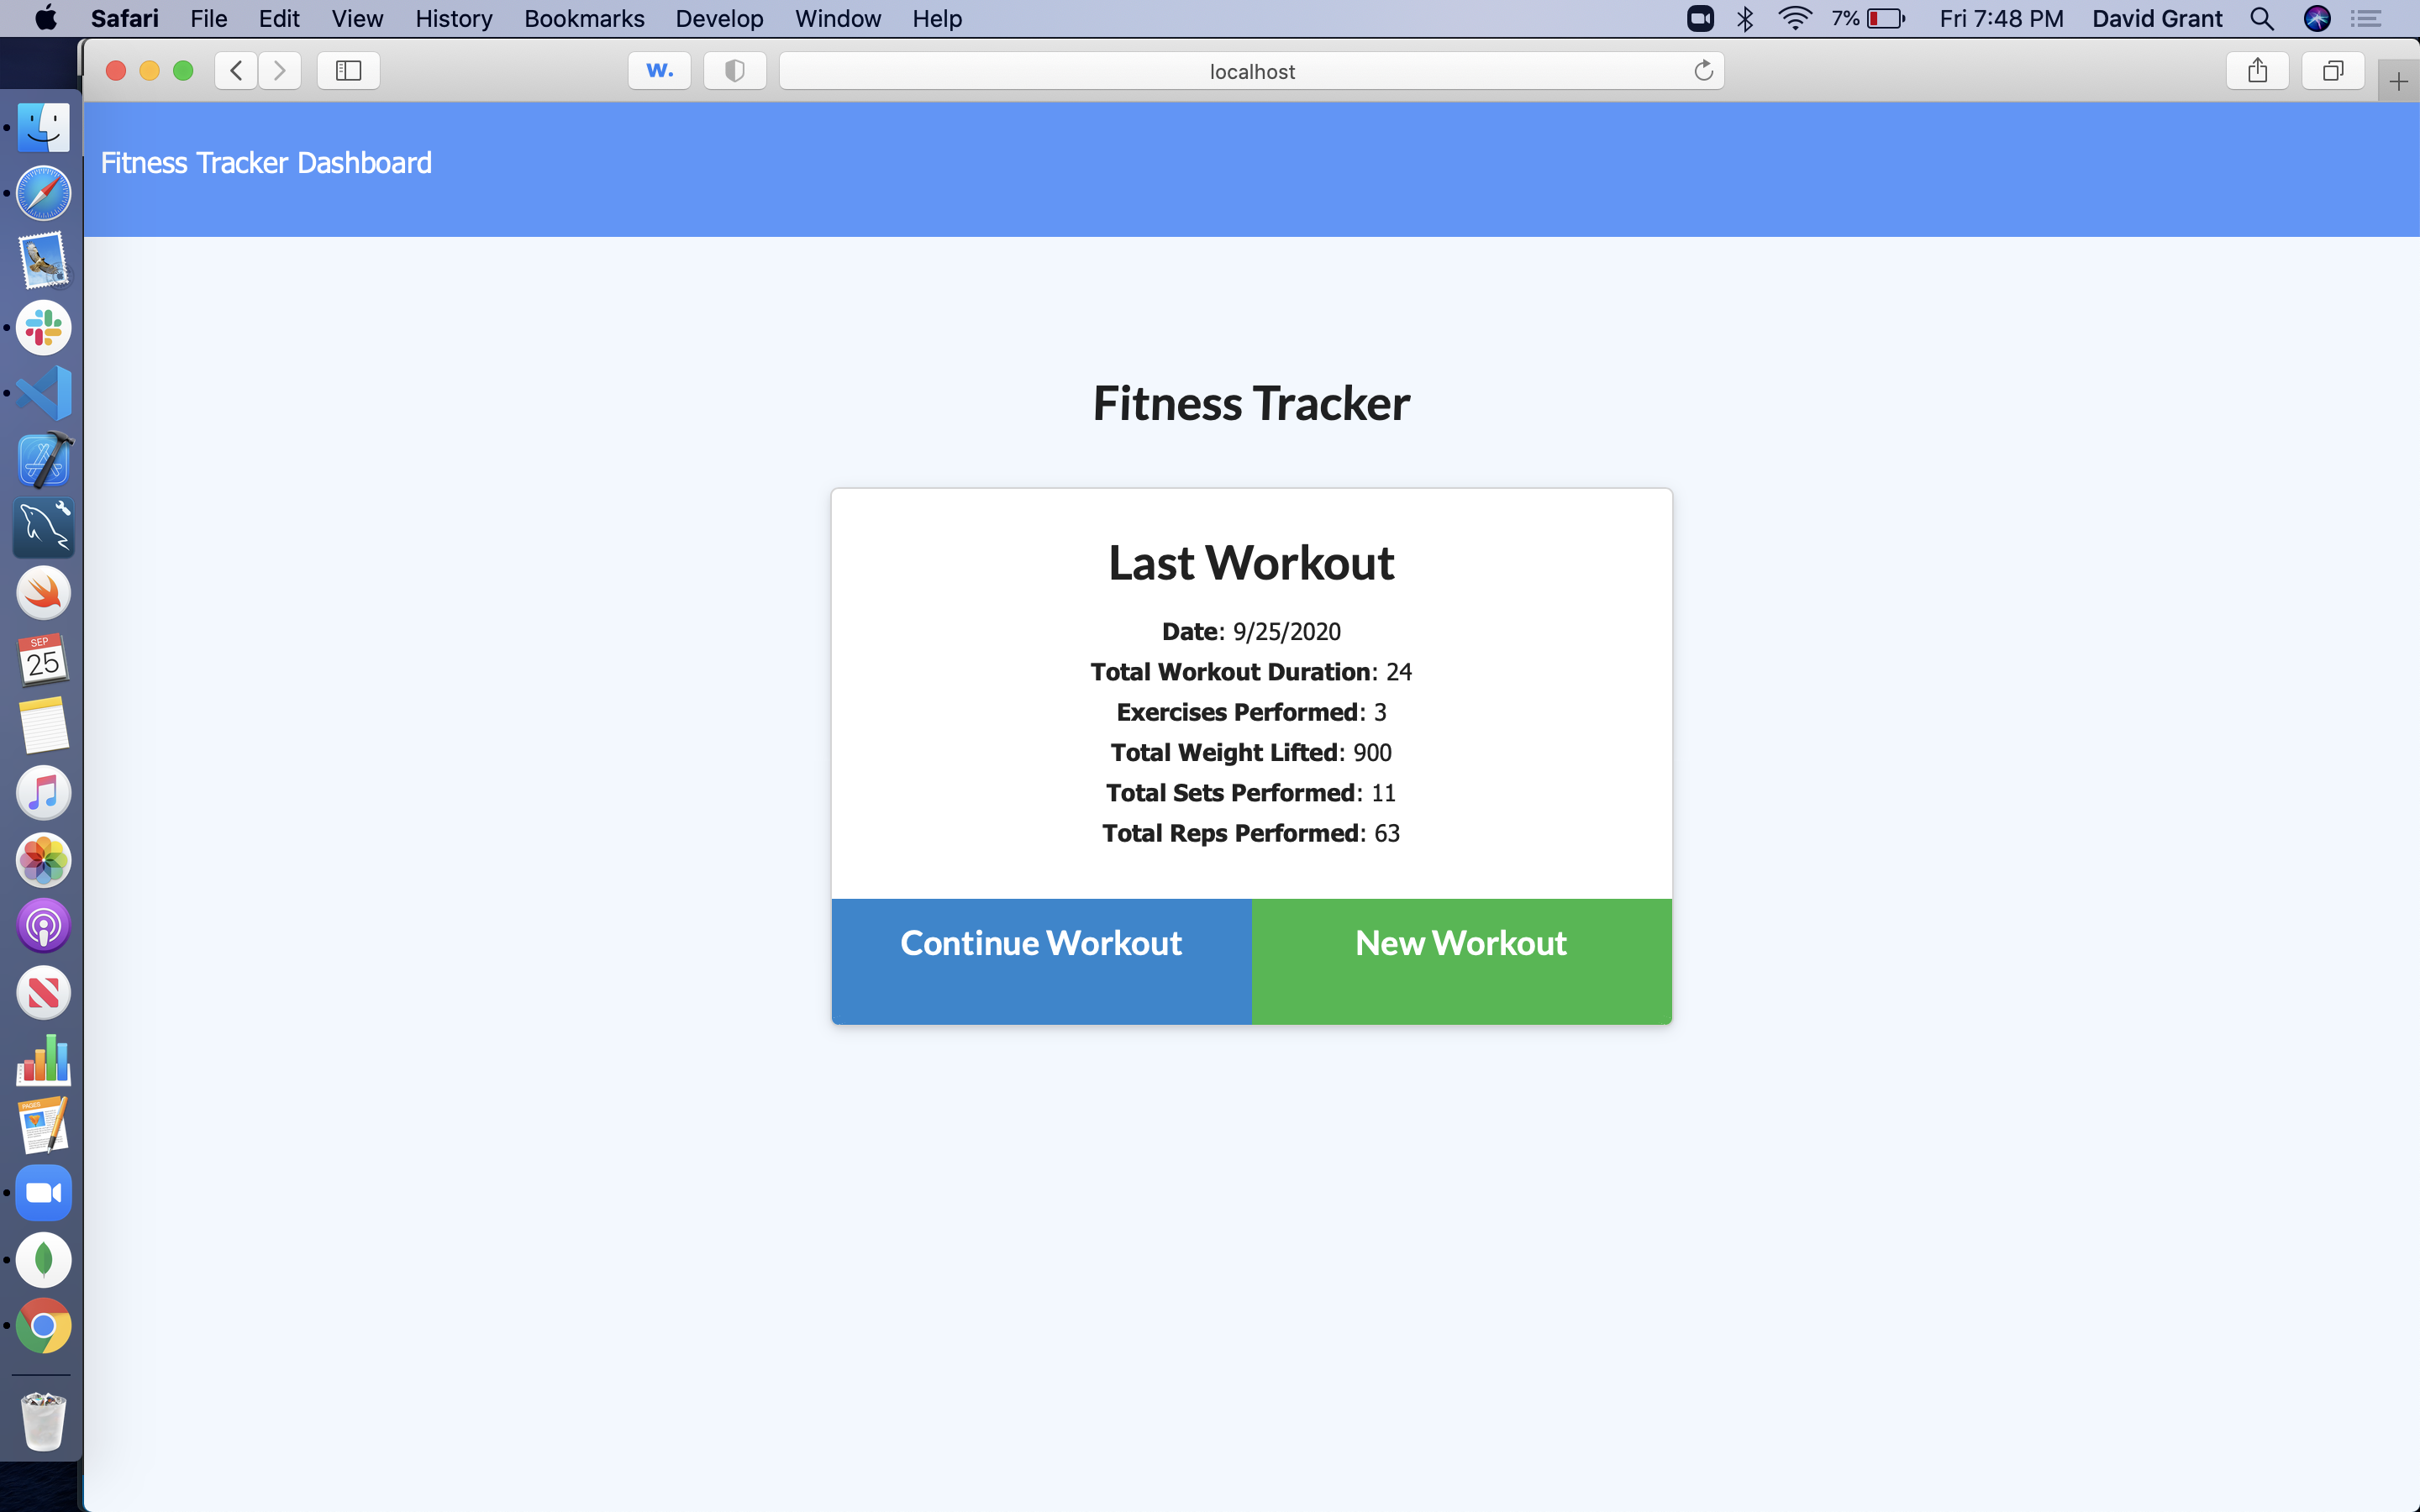 Safari File Edit View History Bookmarks Develop Window Help 7% Fri 7:48 PM David Grant
w. localhost
Fitness Tracker Dashboard
Fitness Tracker
Last Workout
Date: 9/25/2020
Total Workout Duration: 24
Exercises Performed: 3
Total Weight Lifted: 900
Total Sets Performed: 11
Total Reps Performed: 63
Continue Workout New Workout
SEP
25
PAGES